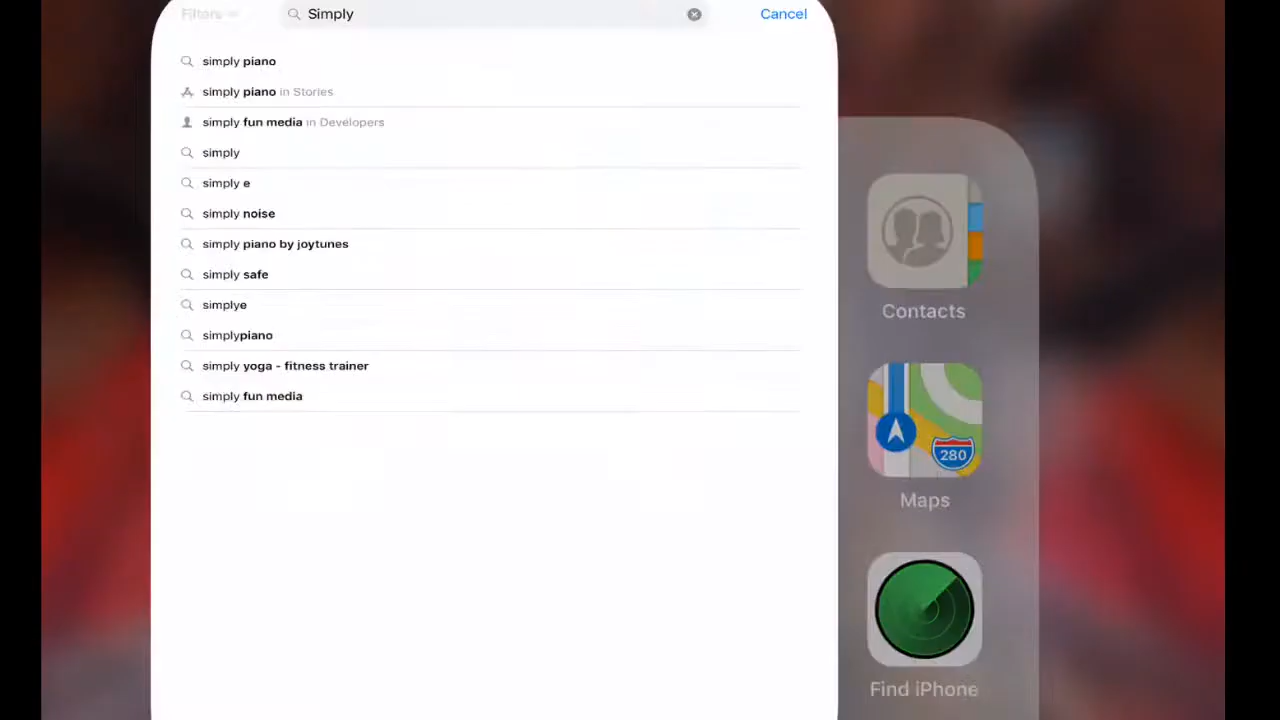 Filters
Simply
Cancel
simply piano
simply piano in Stories
simply fun media in Developers
simply
simply e
simply noise
simply piano by joytunes
simply safe
simplye
simplypiano
simply yoga - fitness trainer
simply fun media
Contacts
280
Maps
Find iPhone